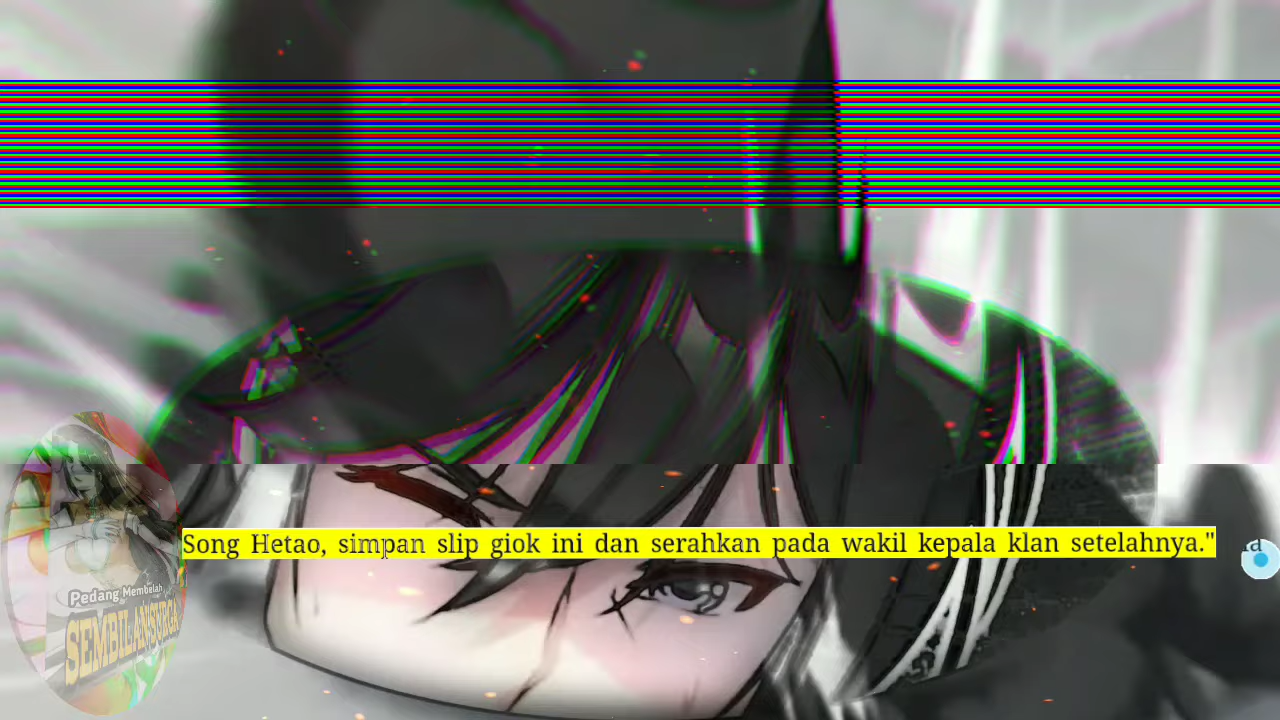 Song Hetao, simpan slip giok ini dan serahkan pada wakil kepala klan setelahnya."
Pedang Membelah
SEMBILAN SURGA